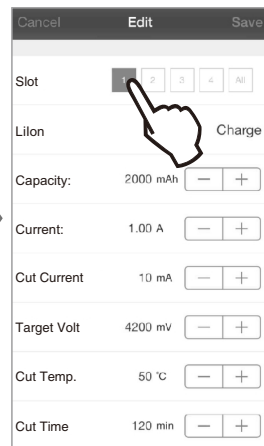 Cancel Edit Save
Slot 1 2 3 4 All
LiIon Charge
Capacity: 2000 mAh − +
Current: 1.00 A − +
Cut Current 10 mA − +
Target Volt 4200 mV − +
Cut Temp. 50 °C − +
Cut Time 120 min − +